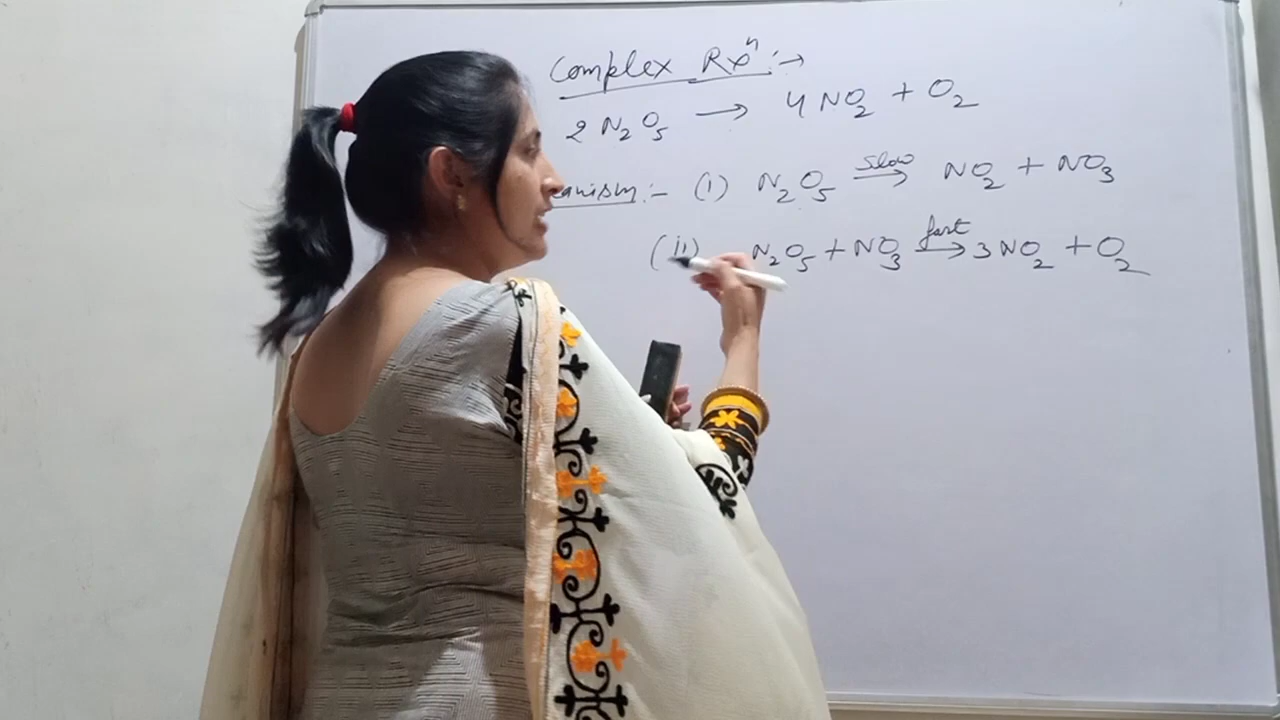 Complex Rxⁿ :→
2 N₂O₅ → 4 NO₂ + O₂
anism :- (i) N₂O₅ slow→ NO₂ + NO₃
(ii) N₂O₅ + NO₃ fast→ 3 NO₂ + O₂